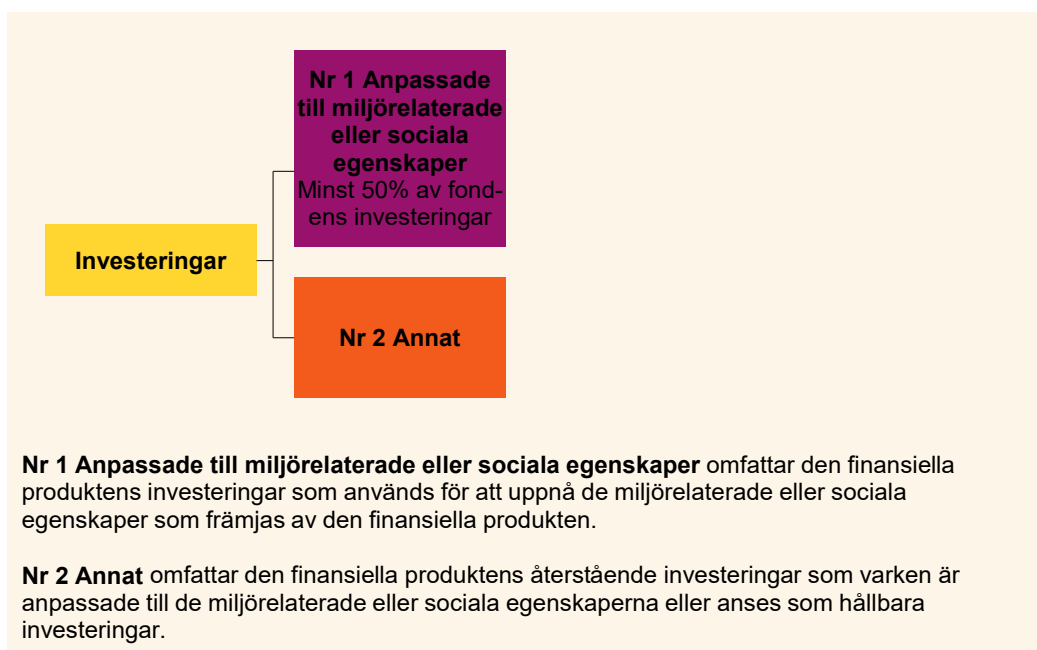 Nr 1 Anpassade
till miljörelaterade
eller sociala
egenskaper
Minst 50% av fond-
ens investeringar
Investeringar
Nr 2 Annat
Nr 1 Anpassade till miljörelaterade eller sociala egenskaper omfattar den finansiella
produktens investeringar som används för att uppnå de miljörelaterade eller sociala
egenskaper som främjas av den finansiella produkten.
Nr 2 Annat omfattar den finansiella produktens återstående investeringar som varken är
anpassade till de miljörelaterade eller sociala egenskaperna eller anses som hållbara
investeringar.